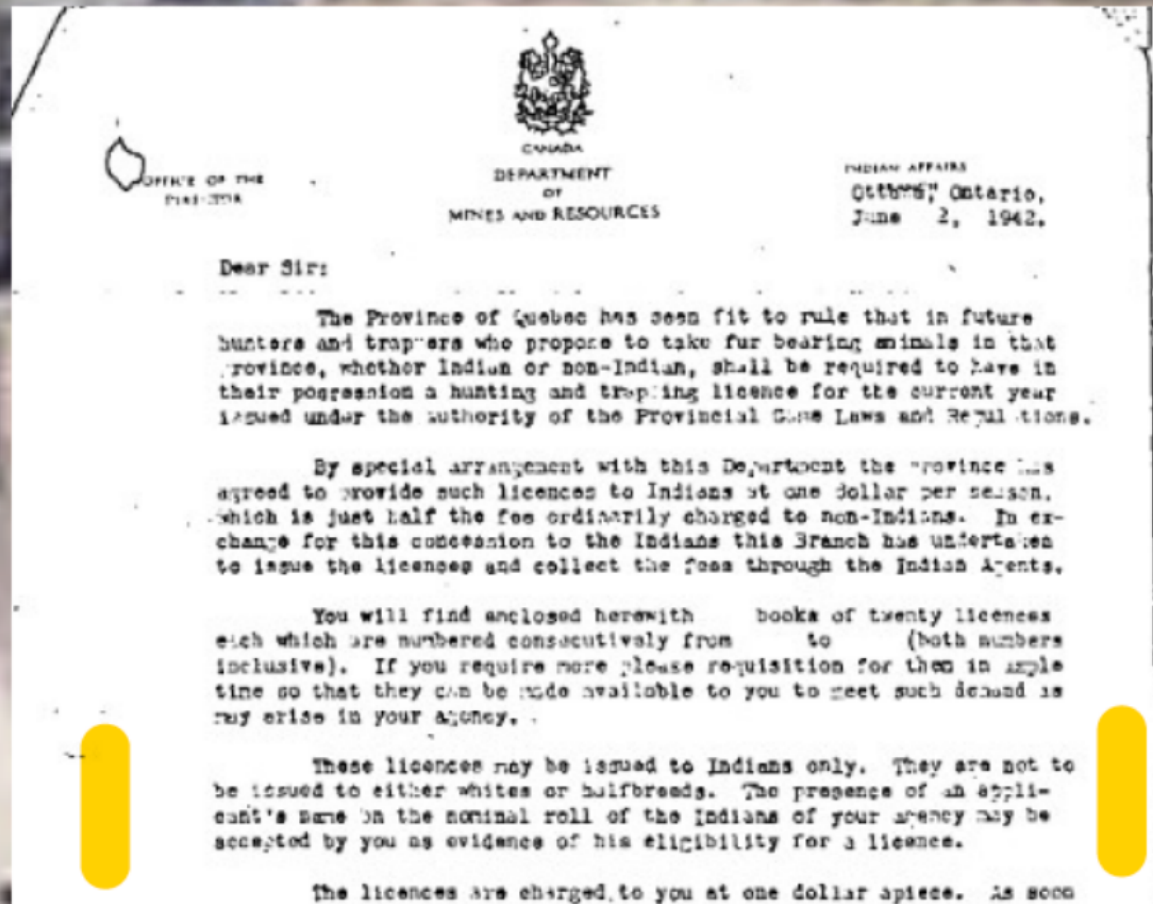 CANADA
DEPARTMENT
OF
MINES AND RESOURCES
OFFICE OF THE
DIRECTOR
INDIAN AFFAIRS
Ottawa, Ontario,
June 2, 1942.
Dear Sir:
The Province of Quebec has seen fit to rule that in future
hunters and trappers who propose to take fur bearing animals in that
Province, whether Indian or non-Indian, shall be required to have in
their possession a hunting and trapping licence for the current year
issued under the authority of the Provincial Game Laws and Regulations.
By special arrangement with this Department the Province has
agreed to provide such licences to Indians at one dollar per season,
which is just half the fee ordinarily charged to non-Indians. In ex-
change for this concession to the Indians this Branch has undertaken
to issue the licences and collect the fees through the Indian Agents.
You will find enclosed herewith books of twenty licences
each which are numbered consecutively from to (both numbers
inclusive). If you require more please requisition for them in ample
time so that they can be made available to you to meet such demand as
may arise in your agency.
These licences may be issued to Indians only. They are not to
be issued to either whites or halfbreeds. The presence of an appli-
cant's name on the nominal roll of the Indians of your agency may be
accepted by you as evidence of his eligibility for a licence.
The licences are charged to you at one dollar apiece. As soon